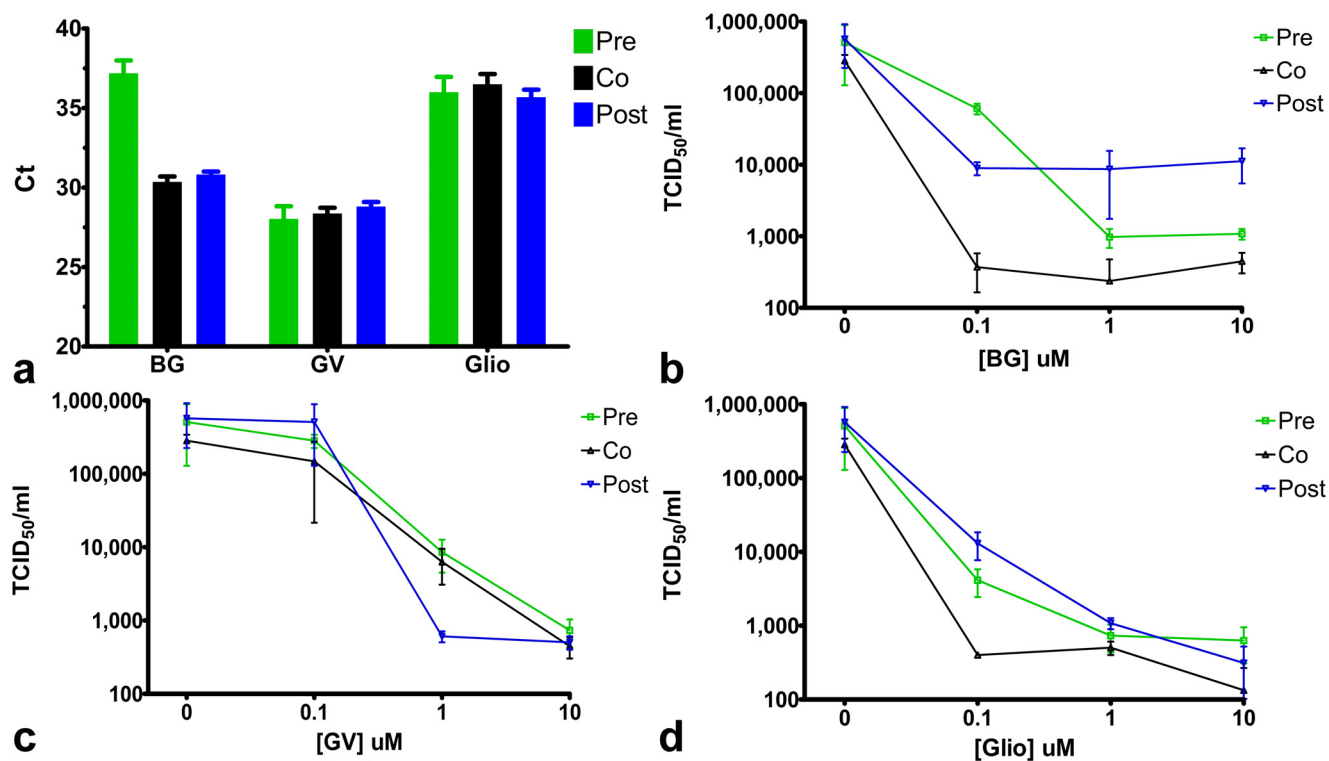 40
35
30
25
20
Ct
BG
GV
Glio
Pre
Co
Post
a
1,000,000
100,000
10,000
1,000
100
TCID50/ml
0
0.1
1
10
[BG] uM
Pre
Co
Post
b
1,000,000
100,000
10,000
1,000
100
TCID50/ml
0
0.1
1
10
[GV] uM
Pre
Co
Post
c
1,000,000
100,000
10,000
1,000
100
TCID50/ml
0
0.1
1
10
[Glio] uM
Pre
Co
Post
d